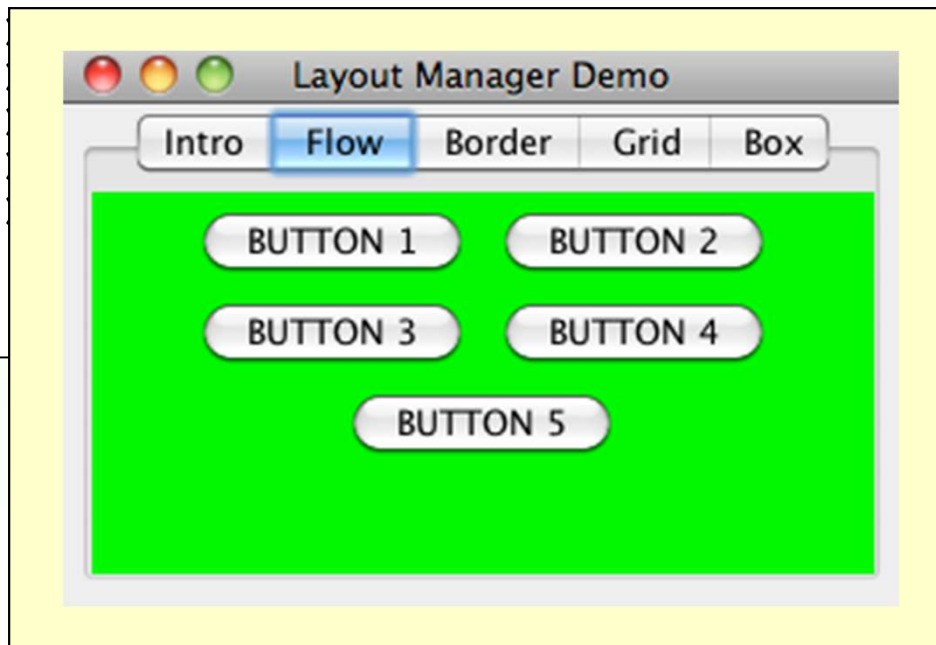 Layout Manager Demo
Intro Flow Border Grid Box
BUTTON 1 BUTTON 2
BUTTON 3 BUTTON 4
BUTTON 5